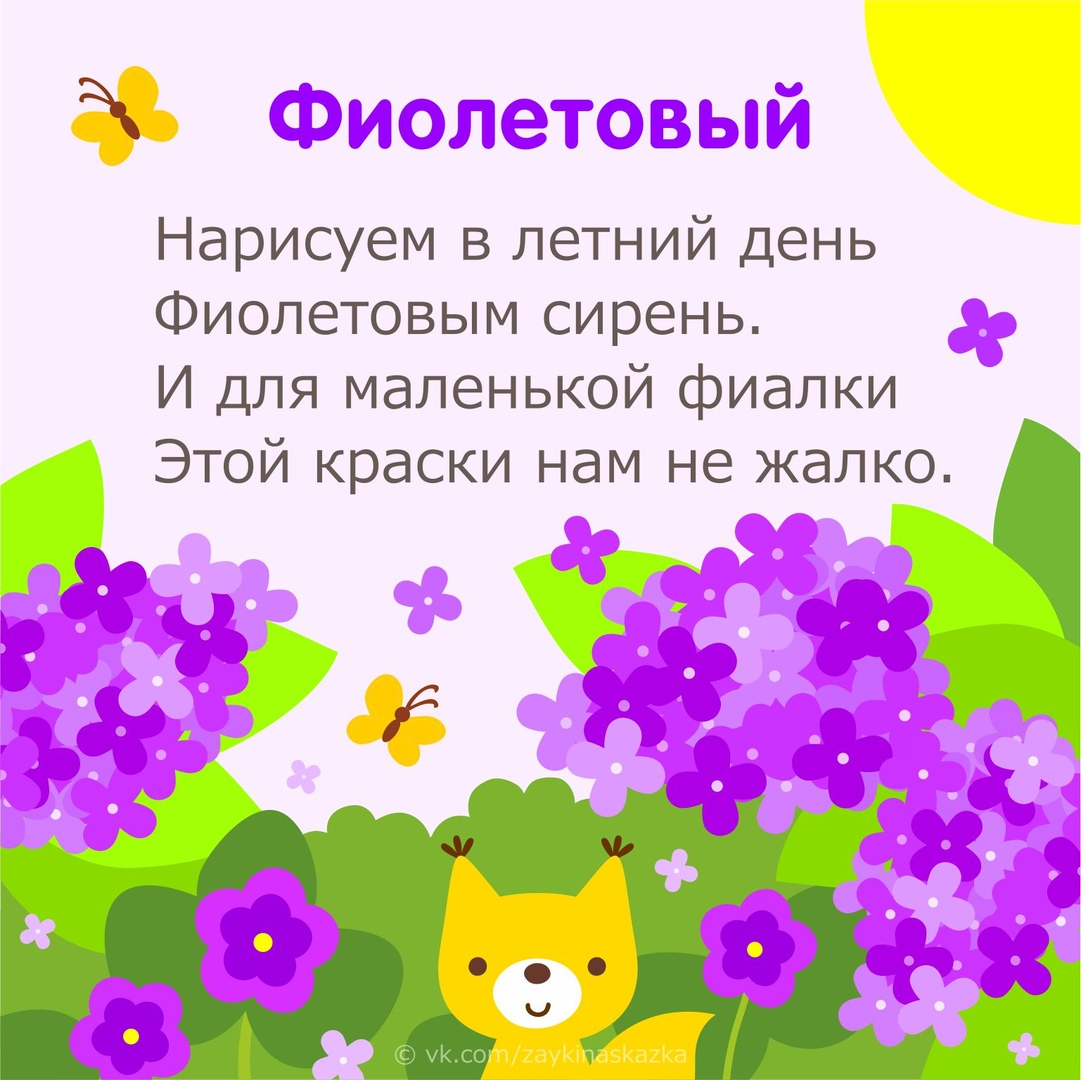 Фиолетовый
Нарисуем в летний день
Фиолетовым сирень.
И для маленькой фиалки
Этой краски нам не жалко.
© vk.com/zaykinaskazka